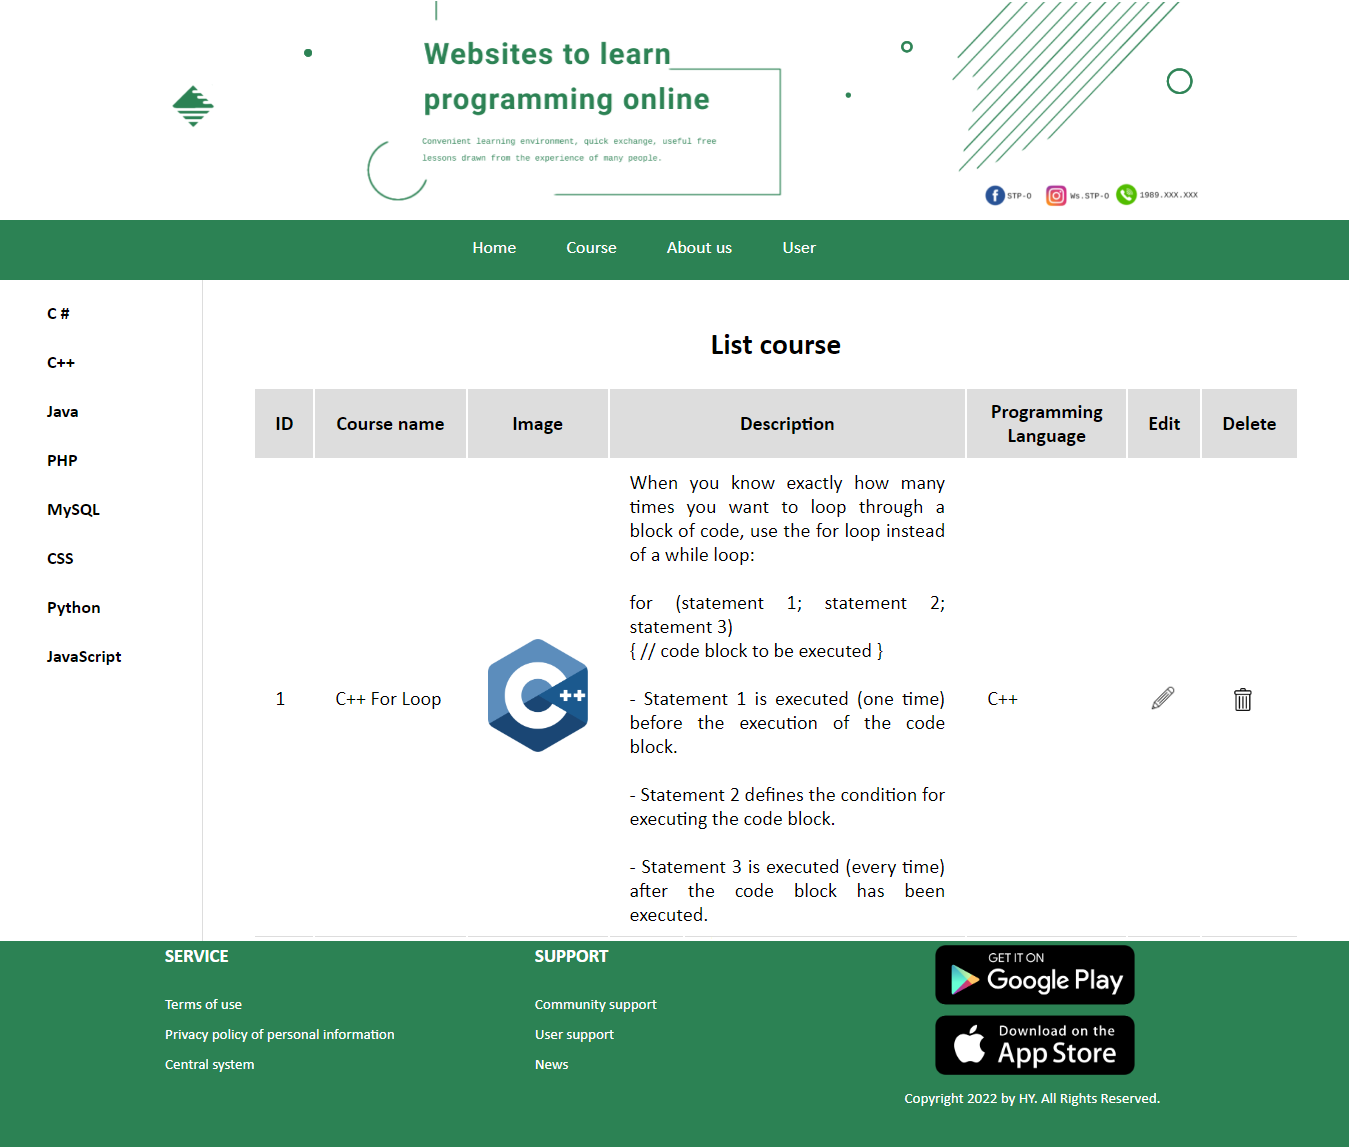 Websites to learn
programming online
Convenient learning environment, quick exchange, useful free
lessons drawn from the experience of many people.
STP-O
Ws.STP-O
1989.XXX.XXX
Home
Course
About us
User
C #
C++
Java
PHP
MySQL
CSS
Python
JavaScript
List course
ID
Course name
Image
Description
Programming
Language
Edit
Delete
1
C++ For Loop
C++
When you know exactly how many
times you want to loop through a
block of code, use the for loop instead
of a while loop:
for (statement 1; statement 2;
statement 3)
{ // code block to be executed }
- Statement 1 is executed (one time)
before the execution of the code
block.
- Statement 2 defines the condition for
executing the code block.
- Statement 3 is executed (every time)
after the code block has been
executed.
C++
SERVICE
Terms of use
Privacy policy of personal information
Central system
SUPPORT
Community support
User support
News
GET IT ON
Google Play
Download on the
App Store
Copyright 2022 by HY. All Rights Reserved.